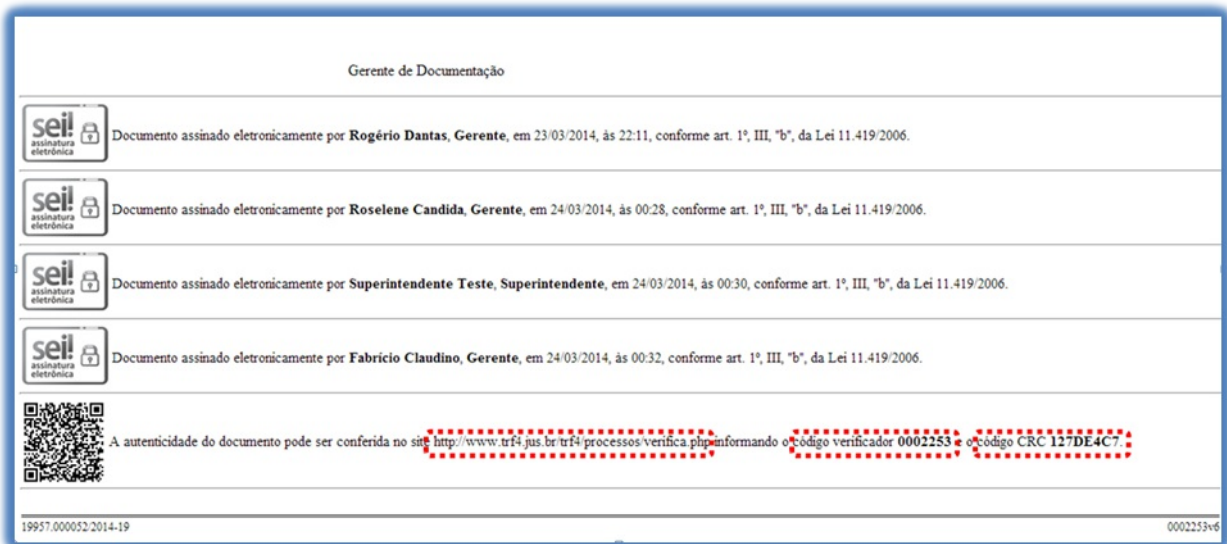 Gerente de Documentação
sei!
assinatura
eletrônica
Documento assinado eletronicamente por Rogério Dantas, Gerente, em 23/03/2014, às 22:11, conforme art. 1º, III, "b", da Lei 11.419/2006.
sei!
assinatura
eletrônica
Documento assinado eletronicamente por Roselene Candida, Gerente, em 24/03/2014, às 00:28, conforme art. 1º, III, "b", da Lei 11.419/2006.
sei!
assinatura
eletrônica
Documento assinado eletronicamente por Superintendente Teste, Superintendente, em 24/03/2014, às 00:30, conforme art. 1º, III, "b", da Lei 11.419/2006.
sei!
assinatura
eletrônica
Documento assinado eletronicamente por Fabrício Claudino, Gerente, em 24/03/2014, às 00:32, conforme art. 1º, III, "b", da Lei 11.419/2006.
A autenticidade do documento pode ser conferida no site http://www.trf4.jus.br/trf4/processos/verifica.php informando o código verificador 0002253 e o código CRC 127DE4C7.
19957.000052/2014-19
0002253v6